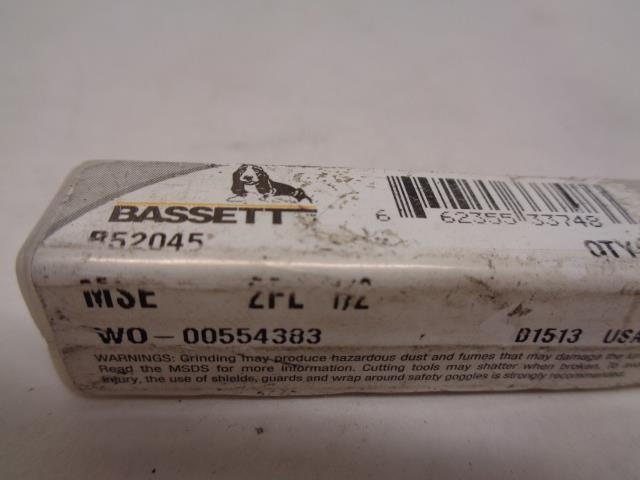 BASSETT
6 62355 33748
B52045
QTY
MSE 2FL 1/2
WO-00554383 D1513 USA
WARNINGS: Grinding may produce hazardous dust and fumes that may damage the
Read the MSDS for more information. Cutting tools may shatter when broken. To
injury, the use of shields, guards and wrap around safety goggles is strongly recommended.